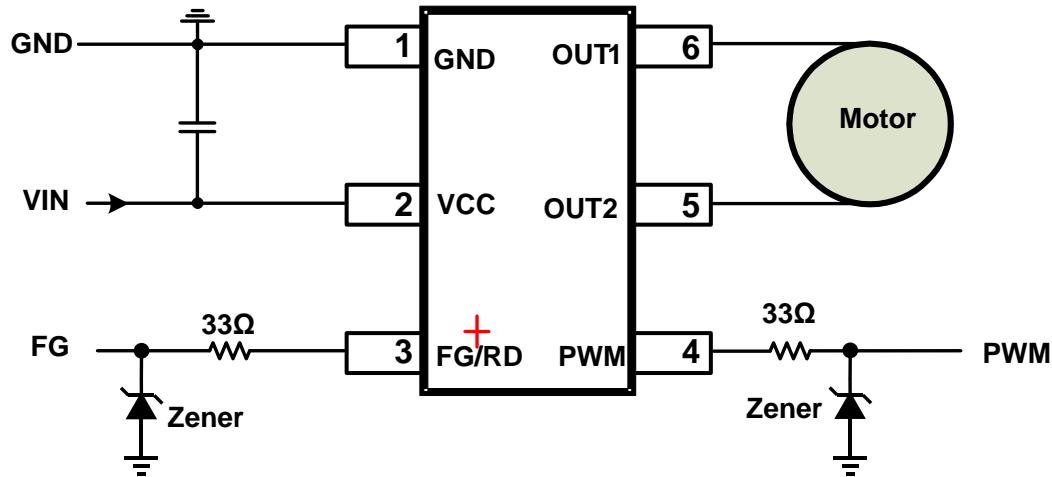 GND
1
GND
OUT1
6
Motor
VIN
2
VCC
OUT2
5
FG
33Ω
3
FG/RD
PWM
4
33Ω
PWM
Zener
Zener